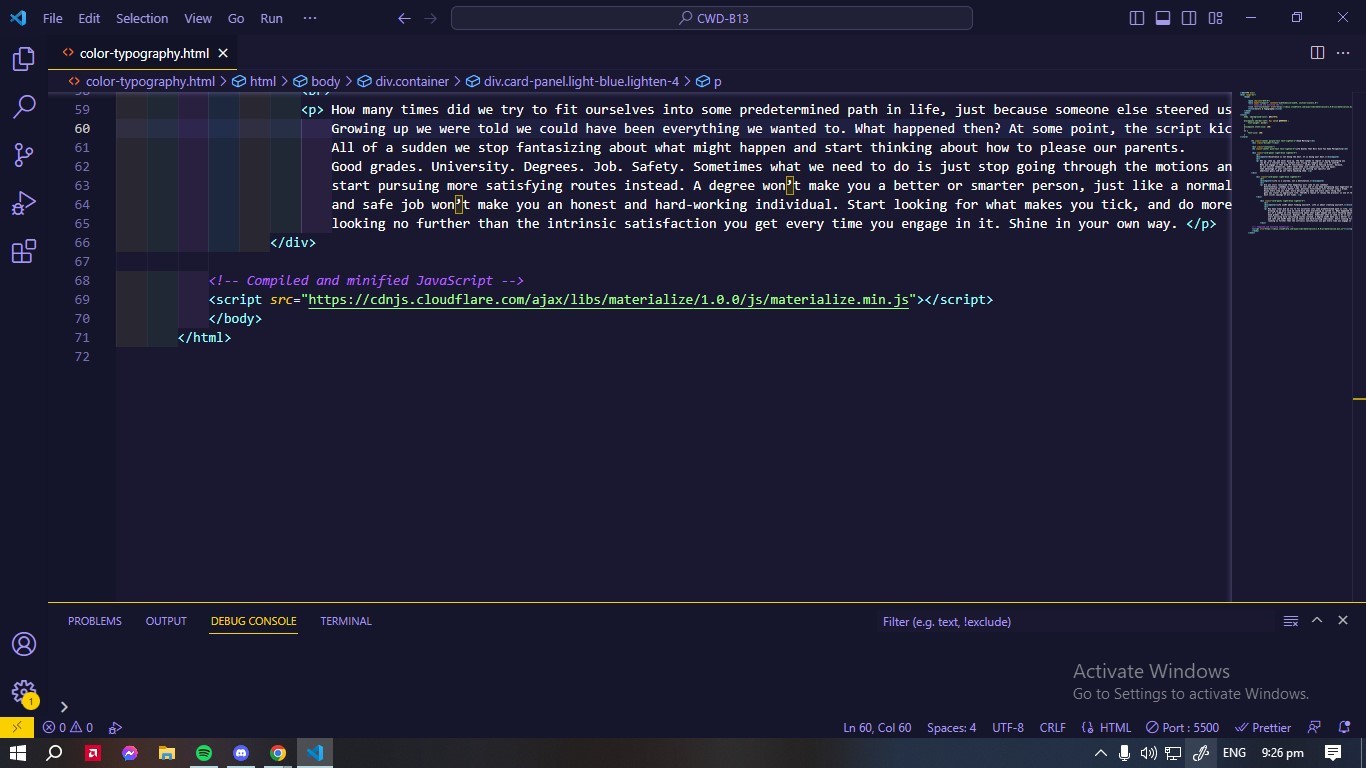 File Edit Selection View Go Run ···
CWD-B13
color-typography.html
color-typography.html > html > body > div.container > div.card-panel.light-blue.lighten-4 > p
59 <p> How many times did we try to fit ourselves into some predetermined path in life, just because someone else steered us
60 Growing up we were told we could have been everything we wanted to. What happened then? At some point, the script kic
61 All of a sudden we stop fantasizing about what might happen and start thinking about how to please our parents.
62 Good grades. University. Degrees. Job. Safety. Sometimes what we need to do is just stop going through the motions an
63 start pursuing more satisfying routes instead. A degree won’t make you a better or smarter person, just like a normal
64 and safe job won’t make you an honest and hard-working individual. Start looking for what makes you tick, and do more
65 looking no further than the intrinsic satisfaction you get every time you engage in it. Shine in your own way. </p>
66 </div>
67
68 <!-- Compiled and minified JavaScript -->
69 <script src="https://cdnjs.cloudflare.com/ajax/libs/materialize/1.0.0/js/materialize.min.js"></script>
70 </body>
71 </html>
72
PROBLEMS OUTPUT DEBUG CONSOLE TERMINAL
Filter (e.g. text, !exclude)
Activate Windows
Go to Settings to activate Windows.
1
0 0 Ln 60, Col 60 Spaces: 4 UTF-8 CRLF HTML Port : 5500 Prettier
ENG 9:26 pm